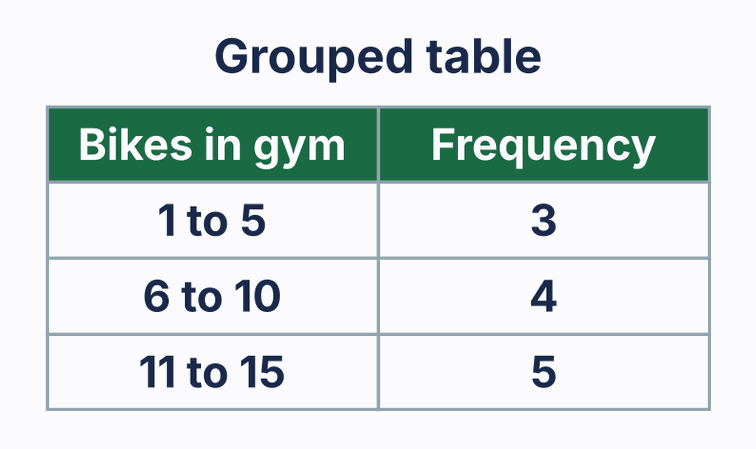 Grouped table
Bikes in gym Frequency
1 to 5 3
6 to 10 4
11 to 15 5